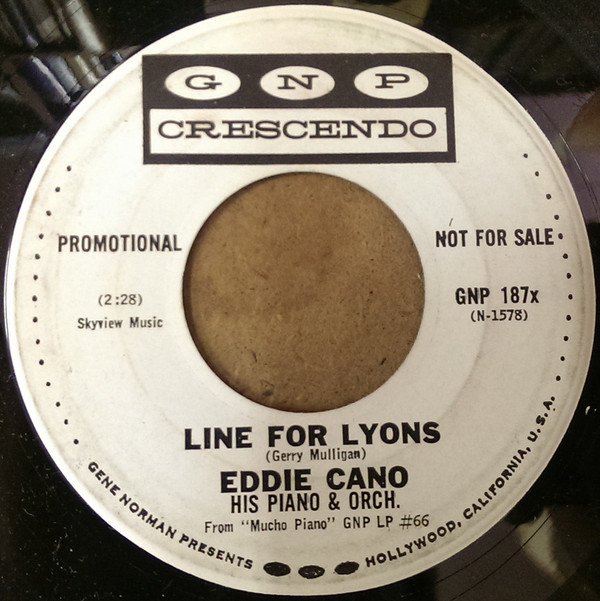 GNP
CRESCENDO
PROMOTIONAL
NOT FOR SALE
(2:28)
Skyview Music
GNP 187x
(N-1578)
LINE FOR LYONS
(Gerry Mulligan)
EDDIE CANO
HIS PIANO & ORCH.
From "Mucho Piano" GNP LP #66
GENE NORMAN PRESENTS
HOLLYWOOD, CALIFORNIA, U.S.A.